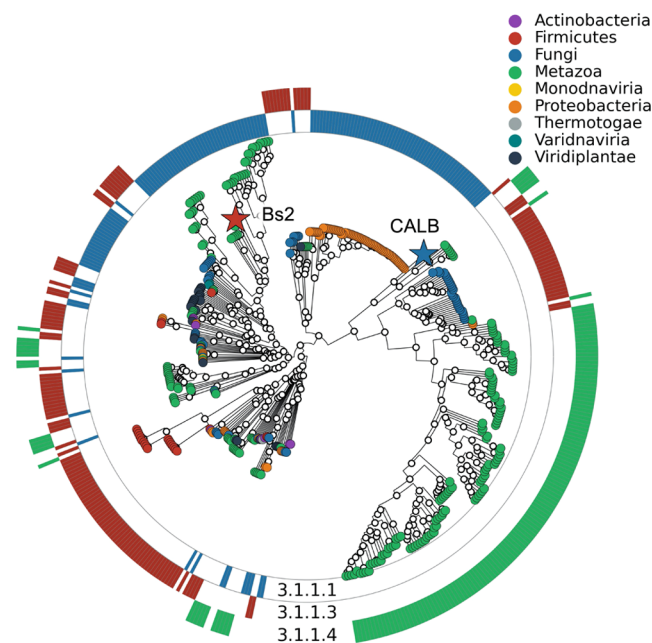 Actinobacteria
Firmicutes
Fungi
Metazoa
Monodnaviria
Proteobacteria
Thermotogae
Varidnaviria
Viridiplantae
Bs2
CALB
3.1.1.1
3.1.1.3
3.1.1.4